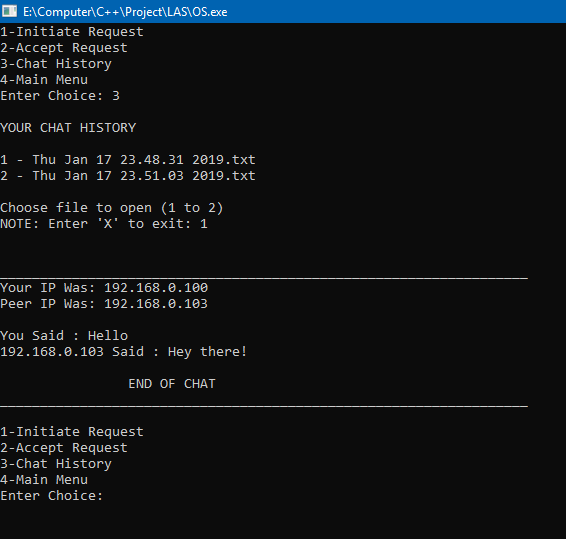 E:\Computer\C++\Project\LAS\OS.exe
1-Initiate Request
2-Accept Request
3-Chat History
4-Main Menu
Enter Choice: 3
YOUR CHAT HISTORY
1 - Thu Jan 17 23.48.31 2019.txt
2 - Thu Jan 17 23.51.03 2019.txt
Choose file to open (1 to 2)
NOTE: Enter 'X' to exit: 1
Your IP Was: 192.168.0.100
Peer IP Was: 192.168.0.103
You Said : Hello
192.168.0.103 Said : Hey there!
END OF CHAT
1-Initiate Request
2-Accept Request
3-Chat History
4-Main Menu
Enter Choice: